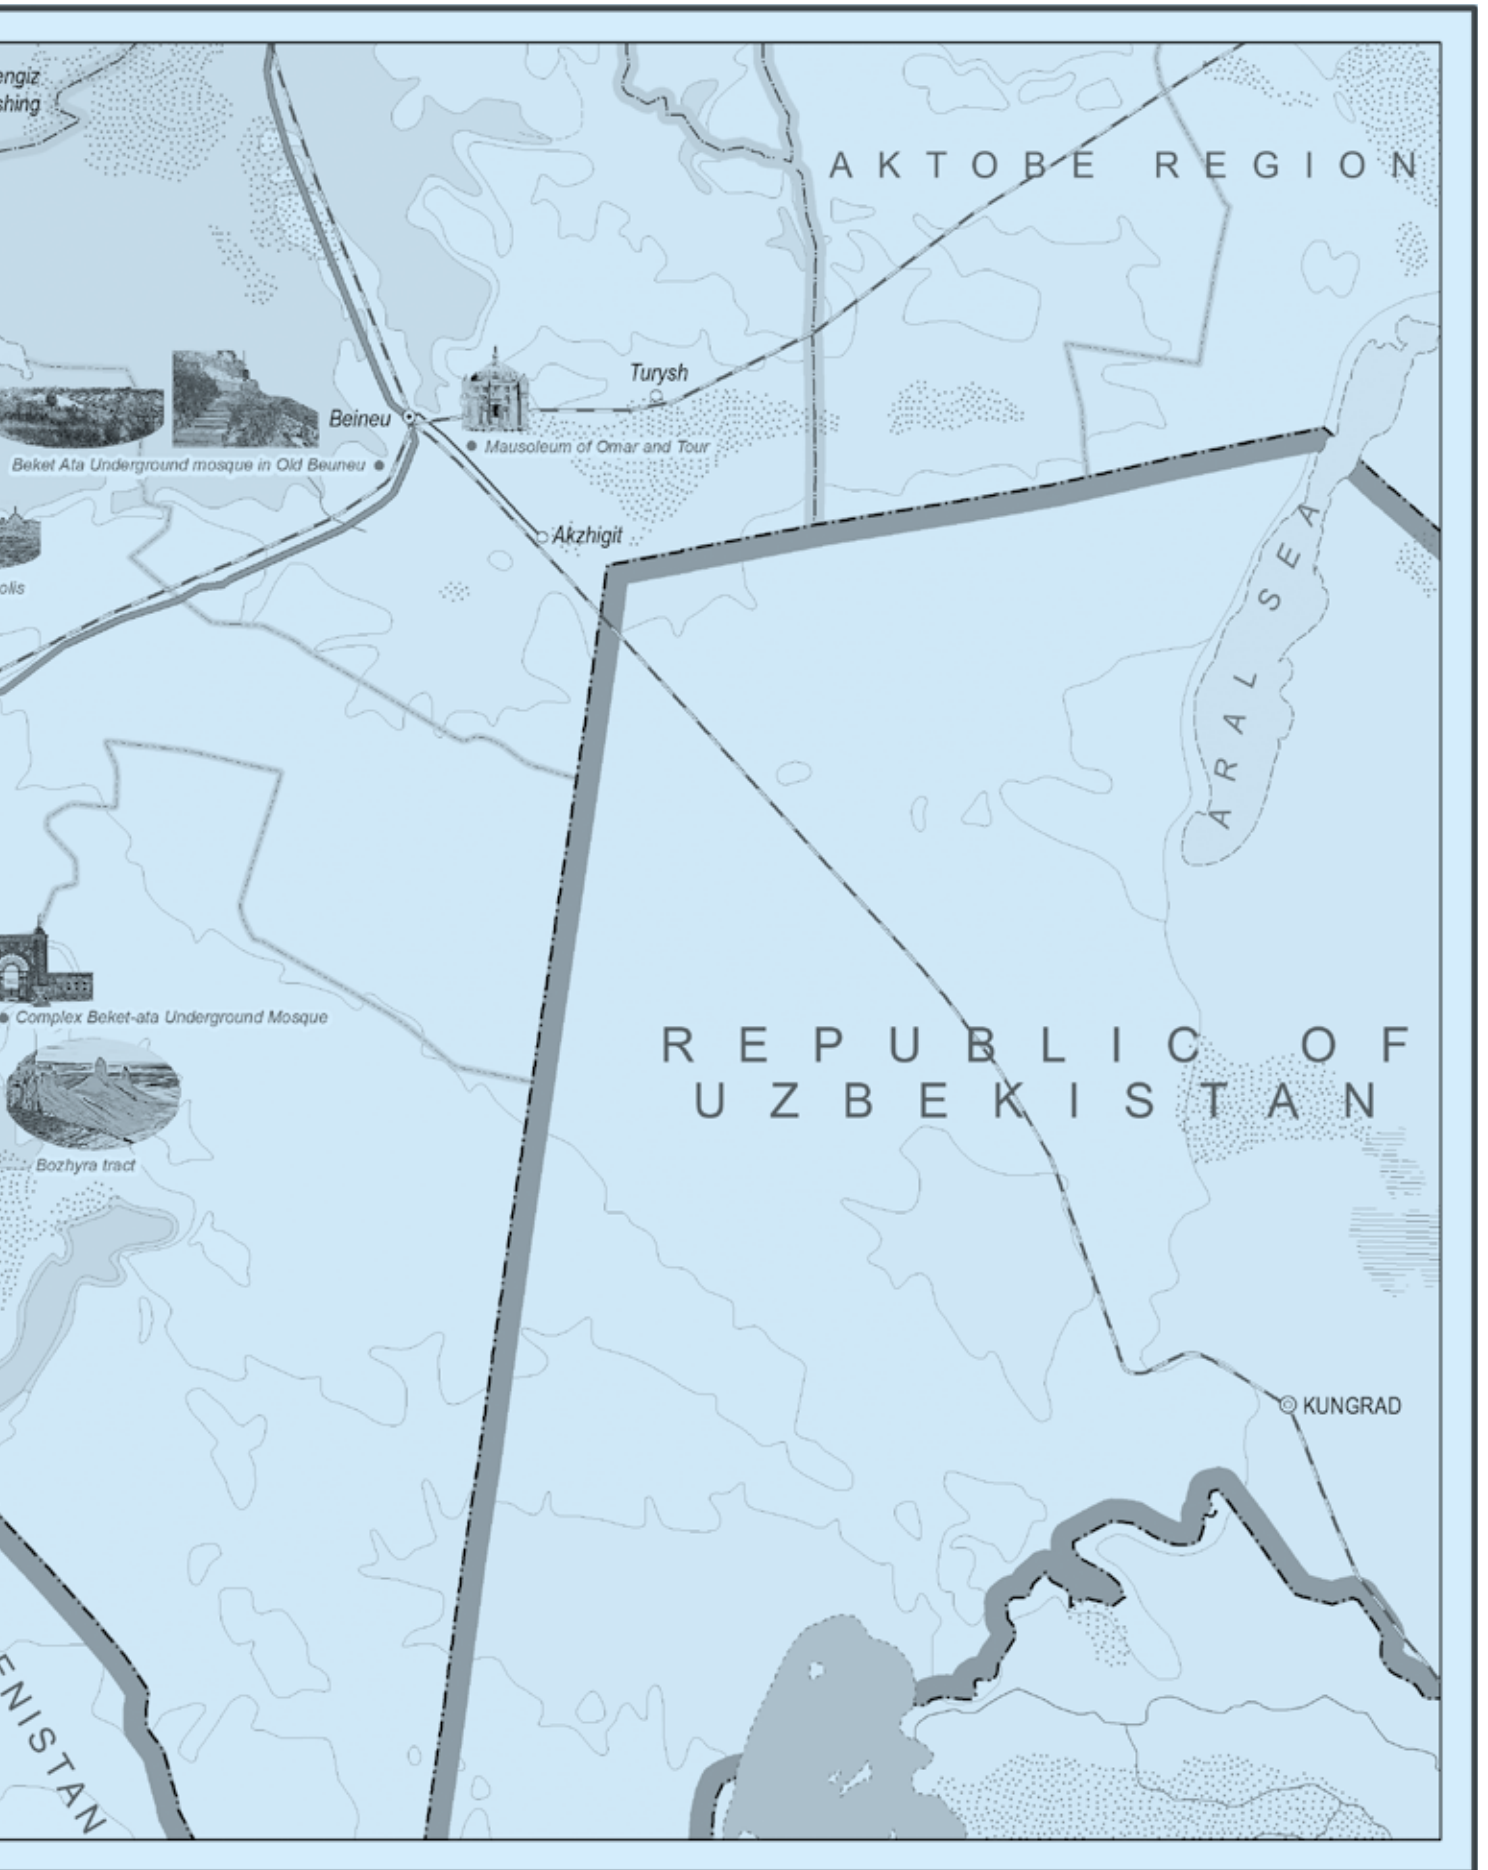 engiz
shing
AKTOBE REGION
Turysh
Beineu
Mausoleum of Omar and Tour
Beket Ata Underground mosque in Old Beuneu
Akzhigit
olis
ARAL SEA
Complex Beket-ata Underground Mosque
REPUBLIC OF
UZBEKISTAN
Bozhyra tract
KUNGRAD
ENISTAN